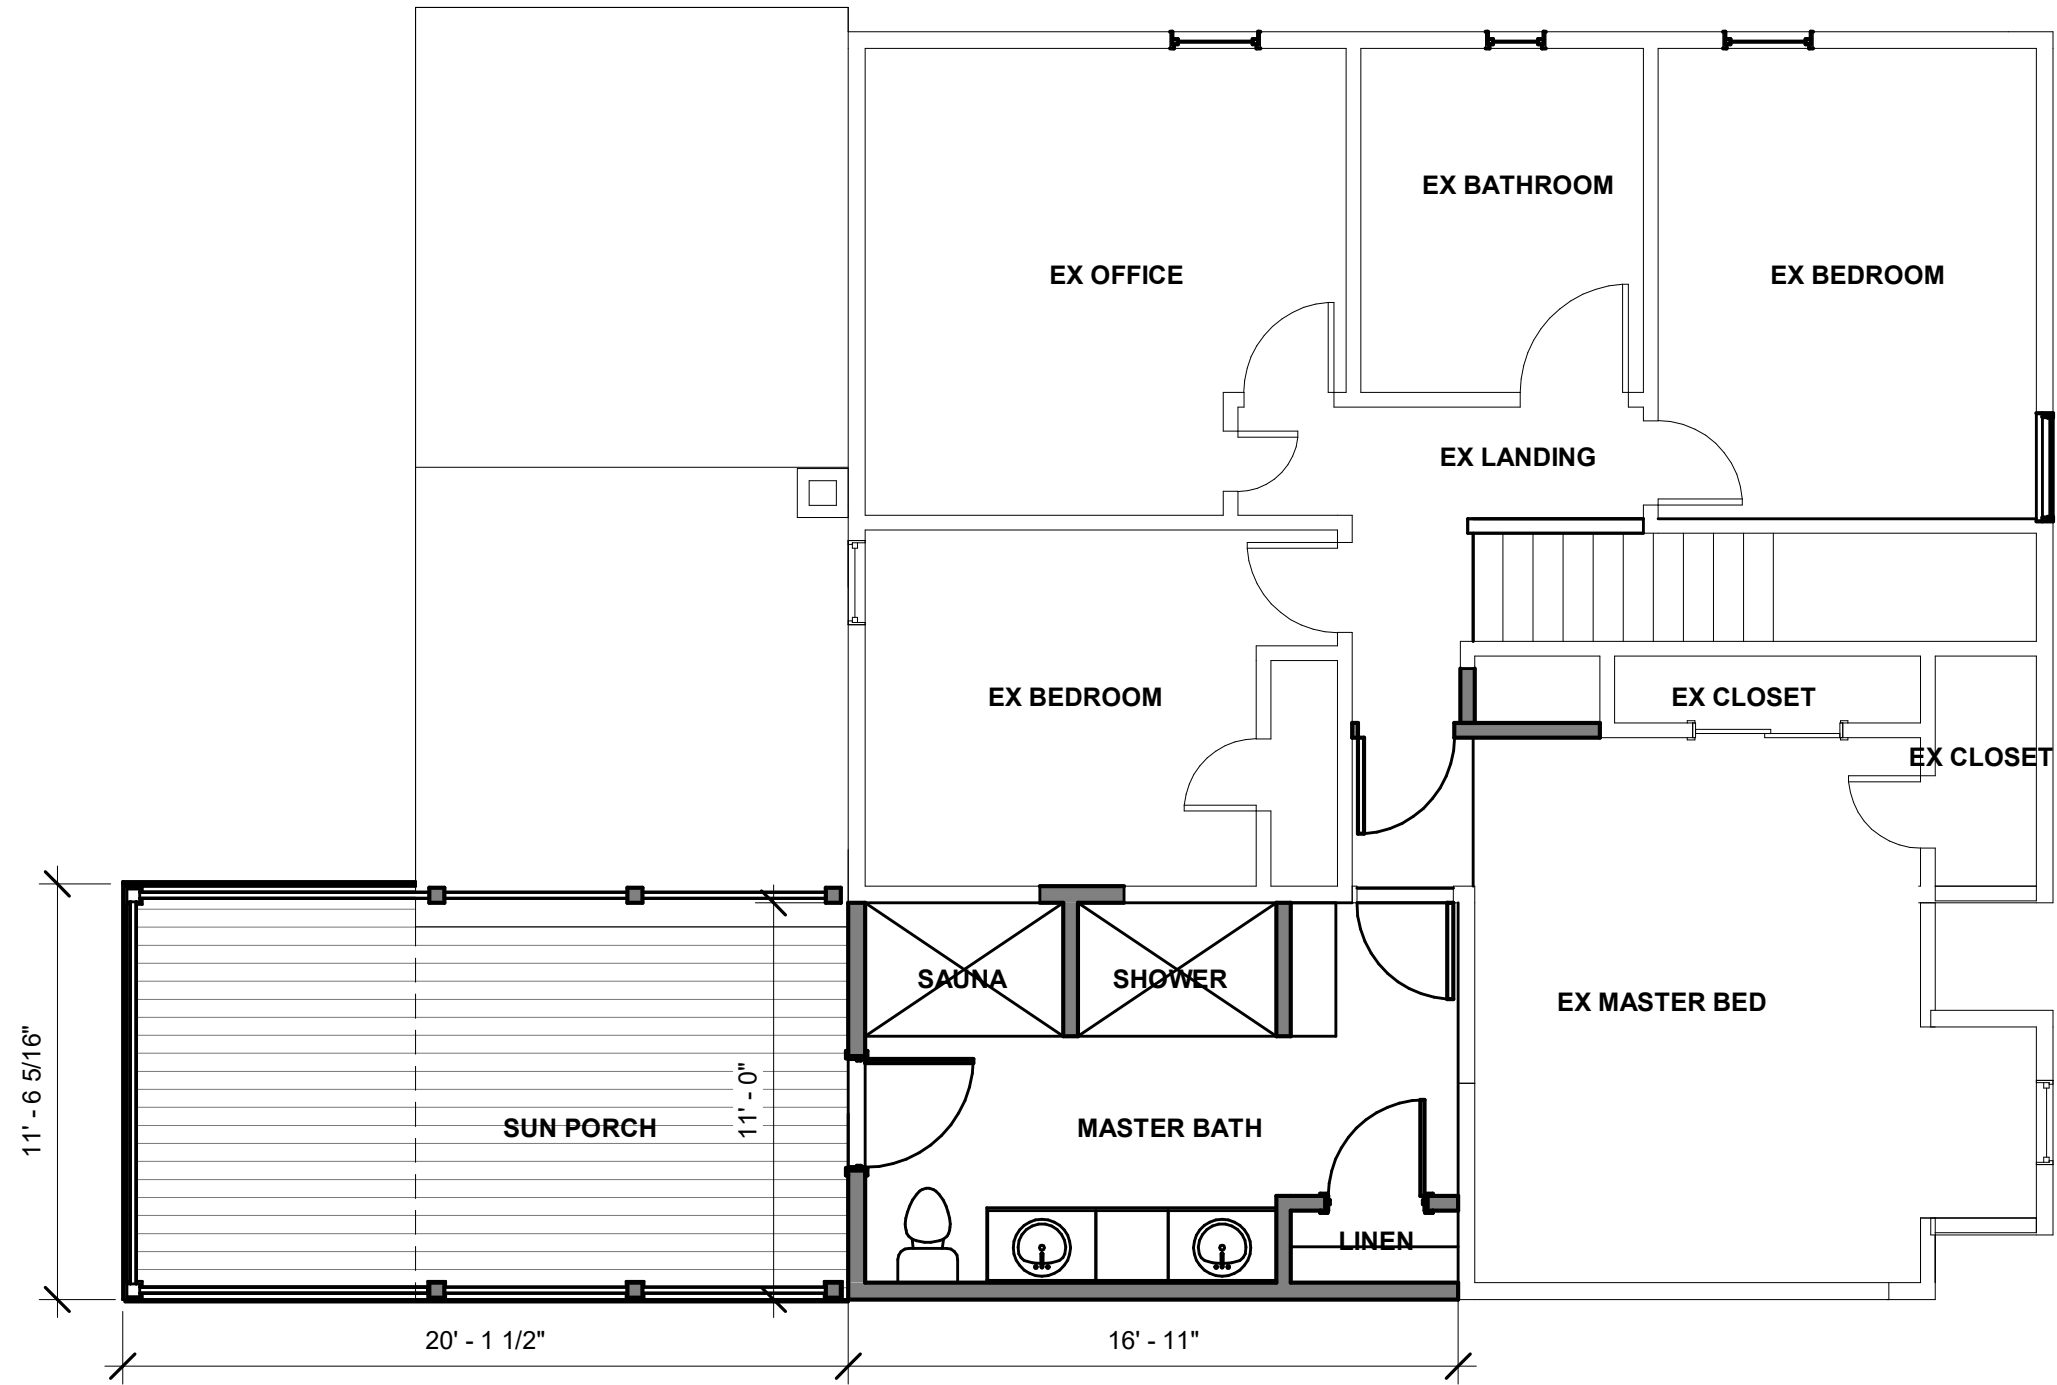 EX BATHROOM
EX OFFICE
EX BEDROOM
EX LANDING
EX BEDROOM
EX CLOSET
EX CLOSET
SAUNA
SHOWER
EX MASTER BED
11' - 6 5/16"
11' - 0"
SUN PORCH
MASTER BATH
LINEN
20' - 1 1/2"
16' - 11"